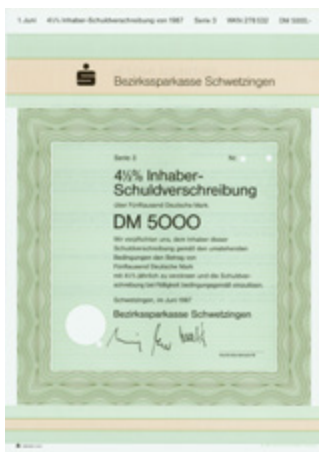 1. Juni 4½% Inhaber-Schuldverschreibung von 1987 Serie 3 WKN 279 032 DM 5000,-
Bezirkssparkasse Schwetzingen
Serie 3 Nr.
4½% Inhaber-
Schuldverschreibung
über Fünftausend Deutsche Mark
DM 5000
Wir verpflichten uns, dem Inhaber dieser
Schuldverschreibung gemäß den umstehenden
Bedingungen den Betrag von
Fünftausend Deutsche Mark
mit 4½% jährlich zu verzinsen und die Schuldver-
schreibung bei Fälligkeit bedingungsgemäß einzulösen.
Schwetzingen, im Juni 1987
Bezirkssparkasse Schwetzingen